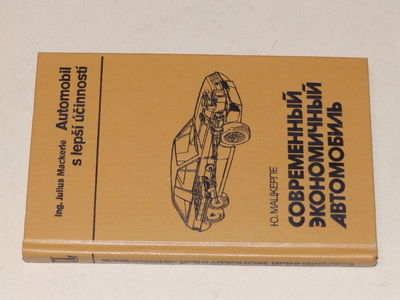 Ing. Julius Mackerle
Automobil
s lepší účinností
Ю. МАЦКЕРЛЕ
СОВРЕМЕННЫЙ
ЭКОНОМИЧНЫЙ
АВТОМОБИЛЬ